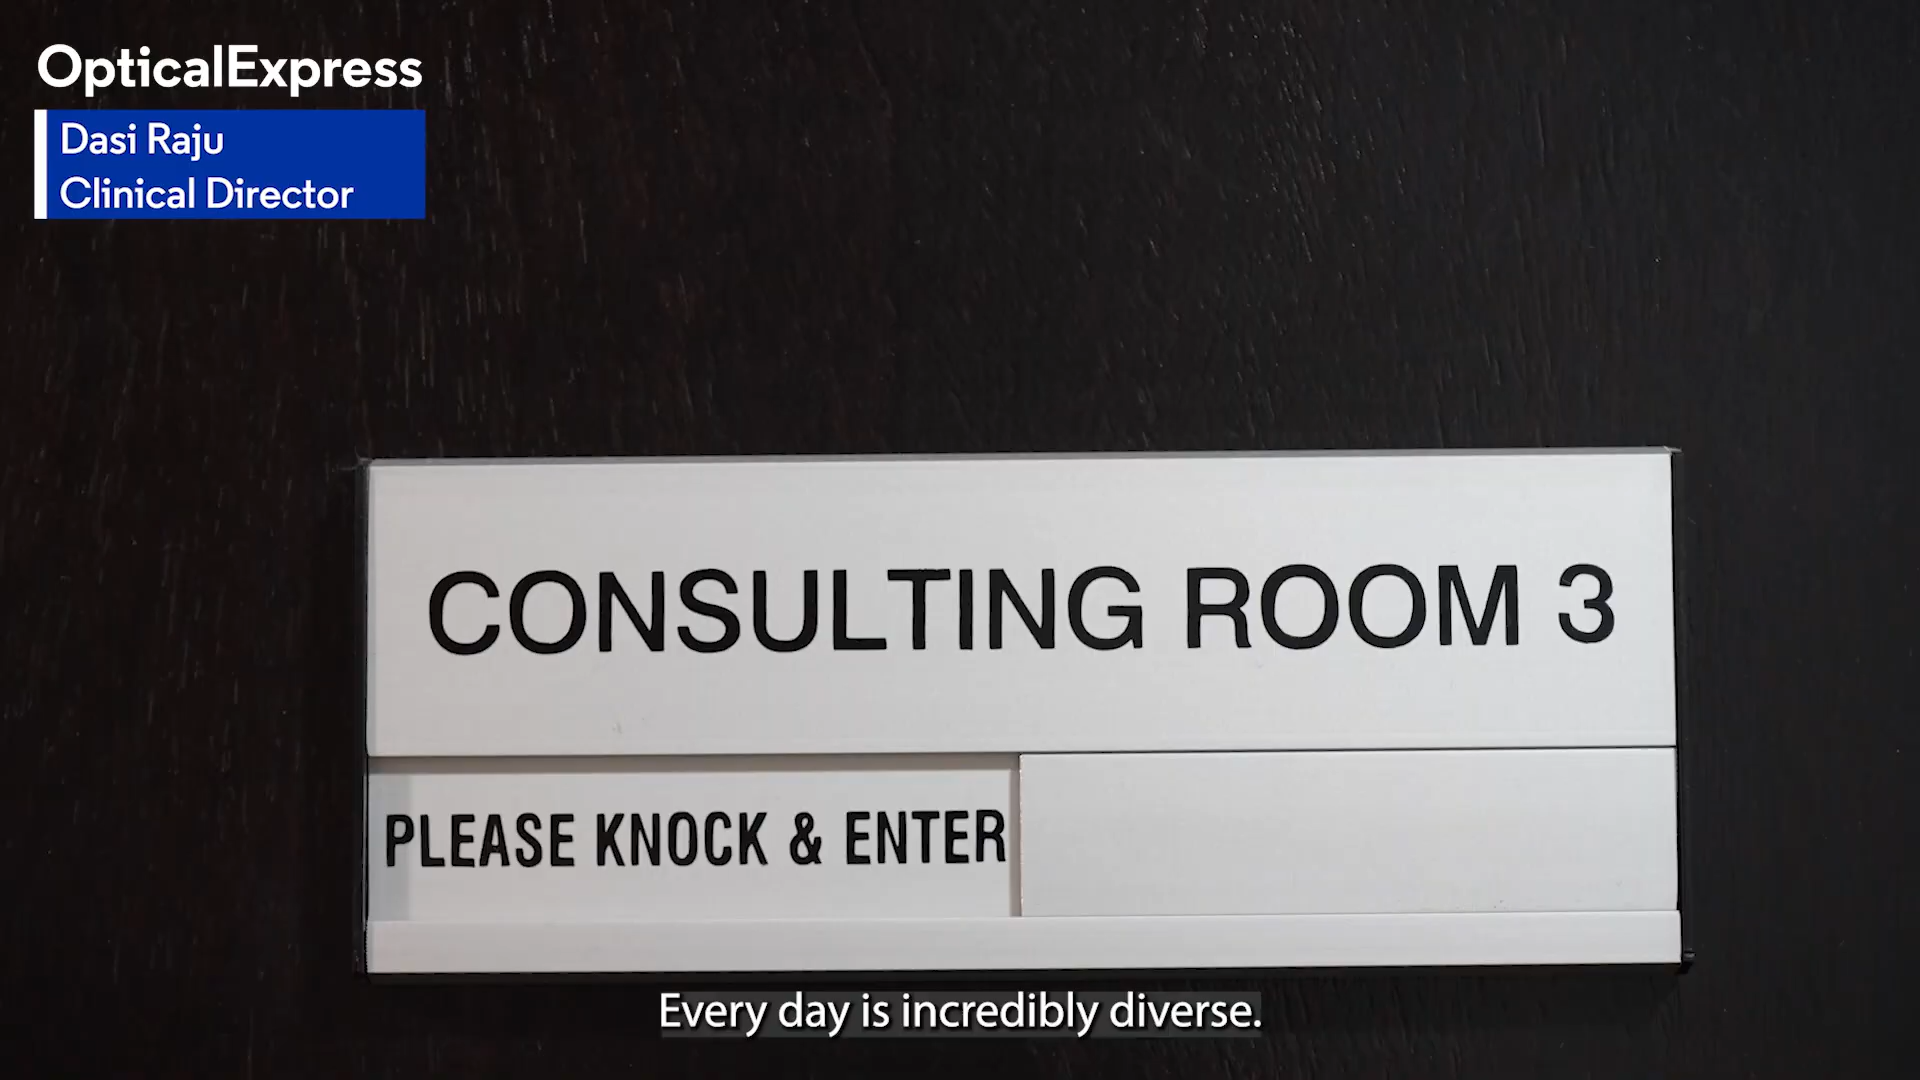 OpticalExpress
Dasi Raju
Clinical Director
CONSULTING ROOM 3
PLEASE KNOCK & ENTER
Every day is incredibly diverse.